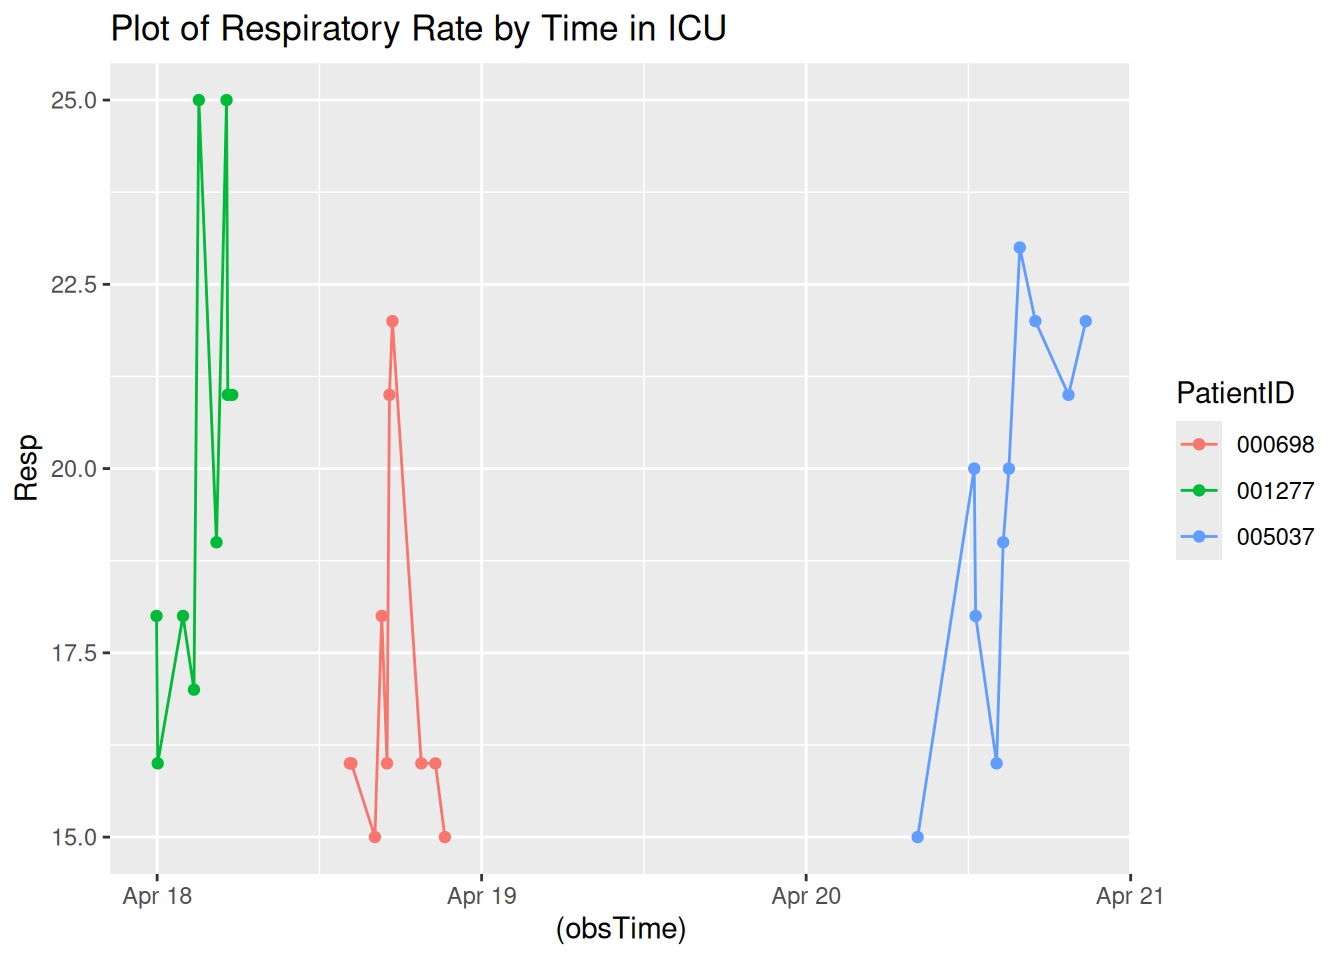 Plot of Respiratory Rate by Time in ICU
25.0
22.5
20.0
17.5
15.0
Resp
Apr 18
Apr 19
Apr 20
Apr 21
(obsTime)
PatientID
000698
001277
005037